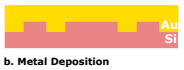 Au
Si
b. Metal Deposition